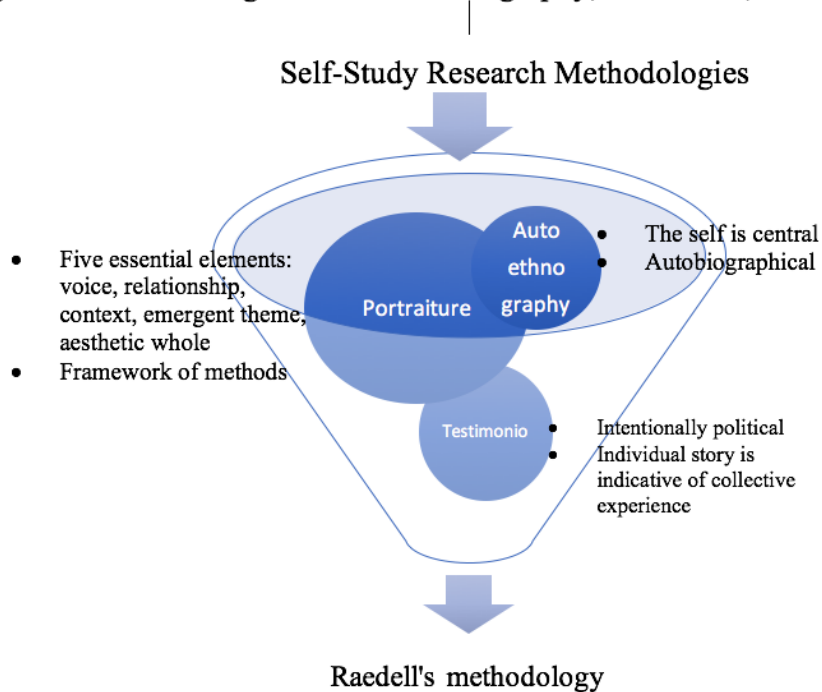 Self-Study Research Methodologies
Five essential elements:
voice, relationship,
context, emergent theme,
aesthetic whole
Framework of methods
Portraiture
Auto
ethno
graphy
The self is central
Autobiographical
Testimonio
Intentionally political
Individual story is
indicative of collective
experience
Raedell's methodology